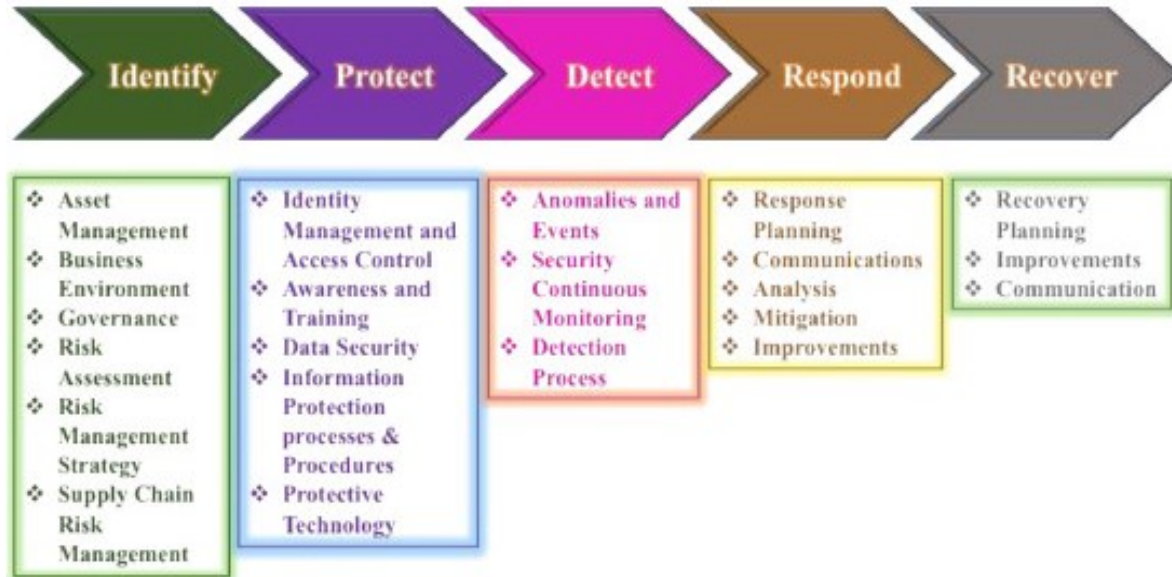 Identify
Protect
Detect
Respond
Recover
❖ Asset
Management
❖ Business
Environment
❖ Governance
❖ Risk
Assessment
❖ Risk
Management
Strategy
❖ Supply Chain
Risk
Management
❖ Identity
Management and
Access Control
❖ Awareness and
Training
❖ Data Security
❖ Information
Protection
processes &
Procedures
❖ Protective
Technology
❖ Anomalies and
Events
❖ Security
Continuous
Monitoring
❖ Detection
Process
❖ Response
Planning
❖ Communications
❖ Analysis
❖ Mitigation
❖ Improvements
❖ Recovery
Planning
❖ Improvements
❖ Communication